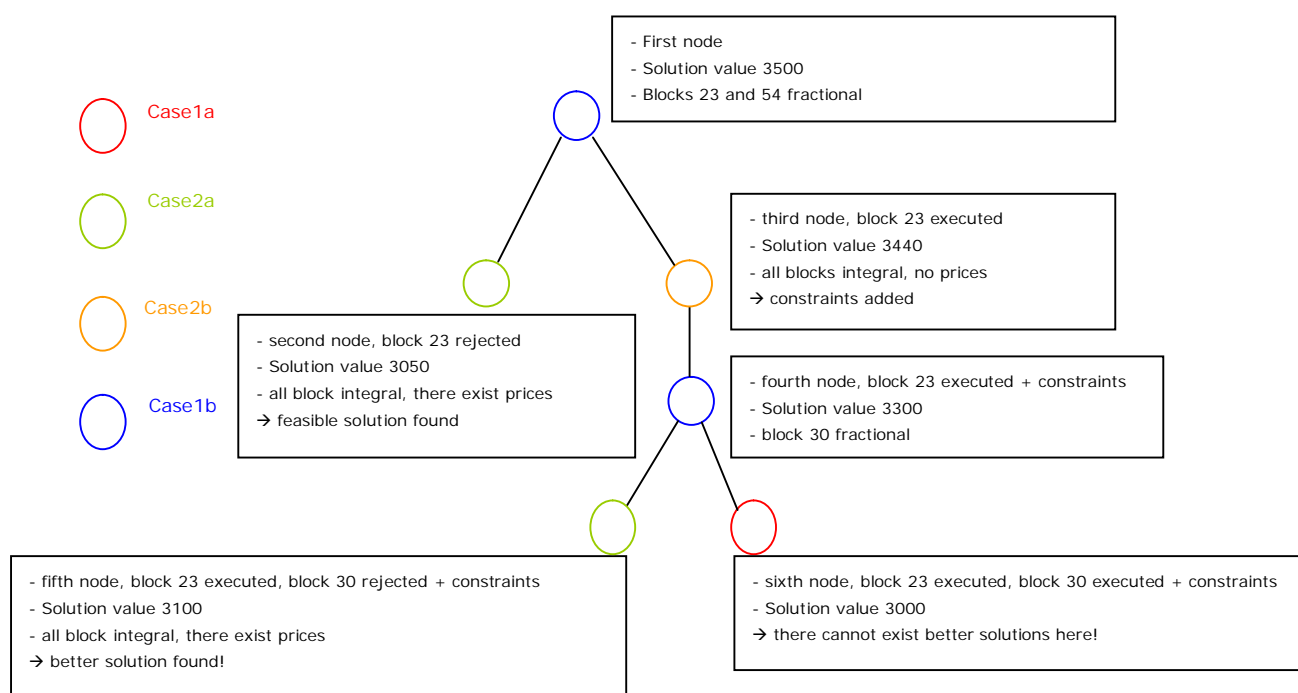 - First node
- Solution value 3500
- Blocks 23 and 54 fractional
Case1a
Case2a
Case2b
Case1b
- third node, block 23 executed
- Solution value 3440
- all blocks integral, no prices
→ constraints added
- second node, block 23 rejected
- Solution value 3050
- all block integral, there exist prices
→ feasible solution found
- fourth node, block 23 executed + constraints
- Solution value 3300
- block 30 fractional
- fifth node, block 23 executed, block 30 rejected + constraints
- Solution value 3100
- all block integral, there exist prices
→ better solution found!
- sixth node, block 23 executed, block 30 executed + constraints
- Solution value 3000
→ there cannot exist better solutions here!